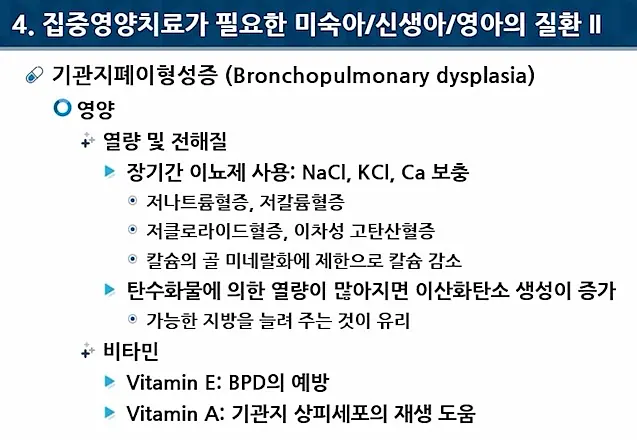 4. 집중영양치료가 필요한 미숙아/신생아/영아의 질환 II
기관지폐이형성증 (Bronchopulmonary dysplasia)
영양
열량 및 전해질
장기간 이뇨제 사용: NaCl, KCl, Ca 보충
저나트륨혈증, 저칼륨혈증
저클로라이드혈증, 이차성 고탄산혈증
칼슘의 골 미네랄화에 제한으로 칼슘 감소
탄수화물에 의한 열량이 많아지면 이산화탄소 생성이 증가
가능한 지방을 늘려 주는 것이 유리
비타민
Vitamin E: BPD의 예방
Vitamin A: 기관지 상피세포의 재생 도움